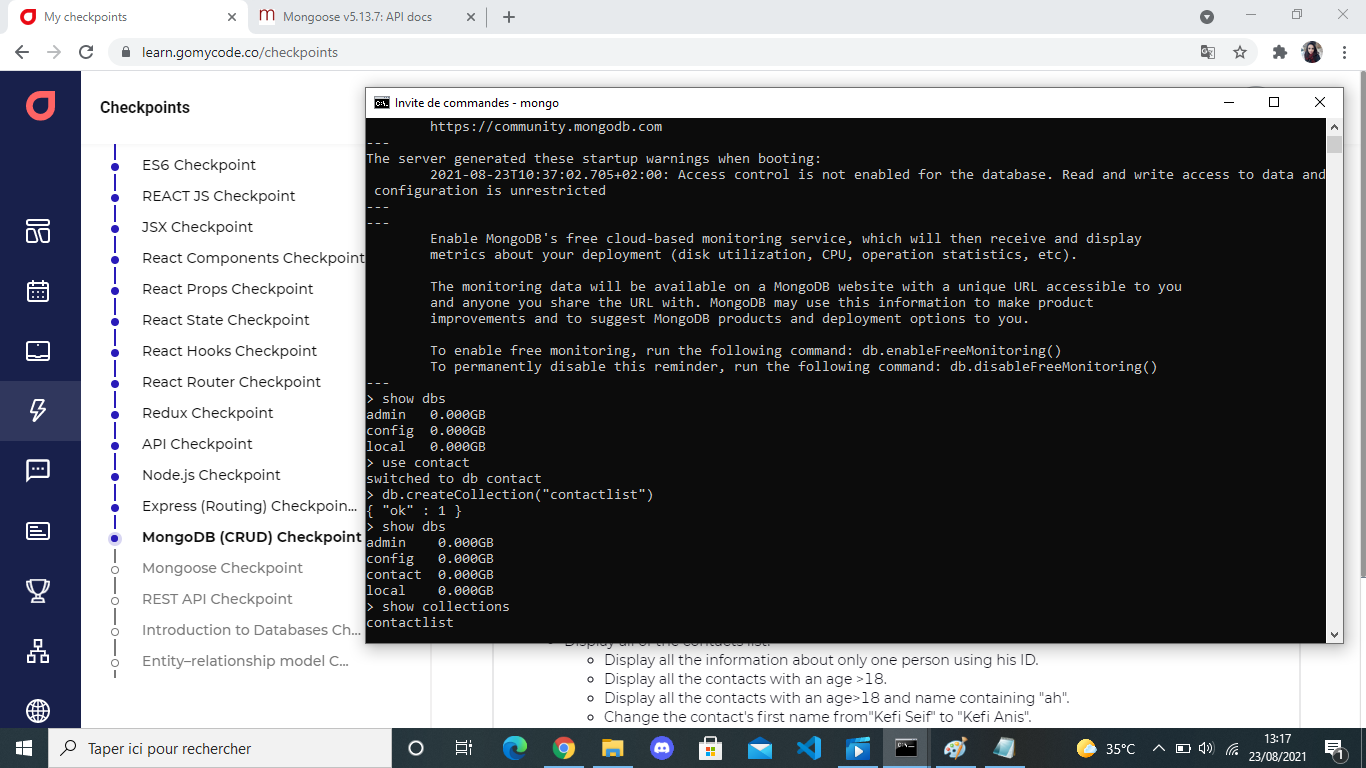 My checkpoints
Mongoose v5.13.7: API docs
learn.gomycode.co/checkpoints
Checkpoints
ES6 Checkpoint
REACT JS Checkpoint
JSX Checkpoint
React Components Checkpoint
React Props Checkpoint
React State Checkpoint
React Hooks Checkpoint
React Router Checkpoint
Redux Checkpoint
API Checkpoint
Node.js Checkpoint
Express (Routing) Checkpoin...
MongoDB (CRUD) Checkpoint
Mongoose Checkpoint
REST API Checkpoint
Introduction to Databases Ch...
Entity–relationship model C...
Invite de commandes - mongo
https://community.mongodb.com
---
The server generated these startup warnings when booting:
2021-08-23T10:37:02.705+02:00: Access control is not enabled for the database. Read and write access to data and
configuration is unrestricted
---
---
Enable MongoDB's free cloud-based monitoring service, which will then receive and display
metrics about your deployment (disk utilization, CPU, operation statistics, etc).
The monitoring data will be available on a MongoDB website with a unique URL accessible to you
and anyone you share the URL with. MongoDB may use this information to make product
improvements and to suggest MongoDB products and deployment options to you.
To enable free monitoring, run the following command: db.enableFreeMonitoring()
To permanently disable this reminder, run the following command: db.disableFreeMonitoring()
---
> show dbs
admin 0.000GB
config 0.000GB
local 0.000GB
> use contact
switched to db contact
> db.createCollection("contactlist")
{ "ok" : 1 }
> show dbs
admin 0.000GB
config 0.000GB
contact 0.000GB
local 0.000GB
> show collections
contactlist
Display all of the contacts list.
Display all the information about only one person using his ID.
Display all the contacts with an age >18.
Display all the contacts with an age>18 and name containing "ah".
Change the contact's first name from"Kefi Seif" to "Kefi Anis".
Taper ici pour rechercher
35°C
13:17
23/08/2021
1